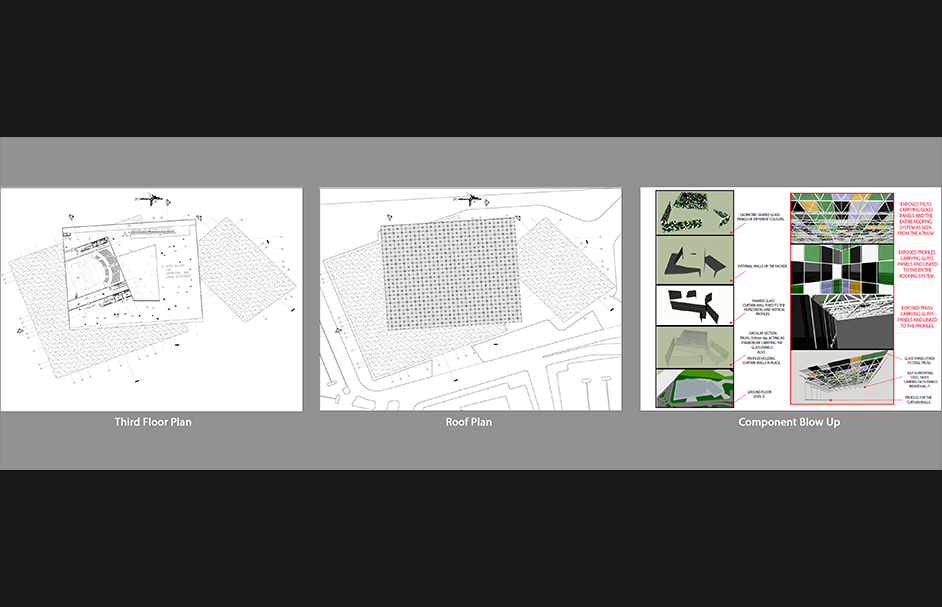 Third Floor Plan
Roof Plan
GEOMETRIC SHAPED GLASS
PANELS OF DIFFERENT COLOURS.
EXTERNAL WALLS OF THE FACADE.
FRAMED GLASS
CURTAIN WALL FIXED TO THE
HORIZONTAL AND VERTICAL
PROFILES.
CIRCULAR SECTION
FRAMEWORK CARRYING THE
GLASS PANELS
ALSO
PROFILES HOLDING
CURTAIN WALLS IN PLACE.
GROUND FLOOR
LEVEL 0.
EXPOSED TRUSS
CARRYING GLASS
PANELS AND THE
ENTIRE ROOFING
SYSTEM AS SEEN
FROM THE ATRIUM.
EXPOSED PROFILES
CARRYING GLASS
PANELS AND LINKED
TO THE ENTIRE
ROOFING SYSTEM.
EXPOSED TRUSS
CARRYING GLASS
PANELS AND LINKED
TO THE PROFILES.
GLASS PANELS FIXED
TO STEEL TRUSS.
SELF SUPPORTING
STEEL TRUSS
CARRYING EACH PANELS
INDIVIDUALLY.
PROFILES FOR THE
CURTAIN WALLS.
Component Blow Up